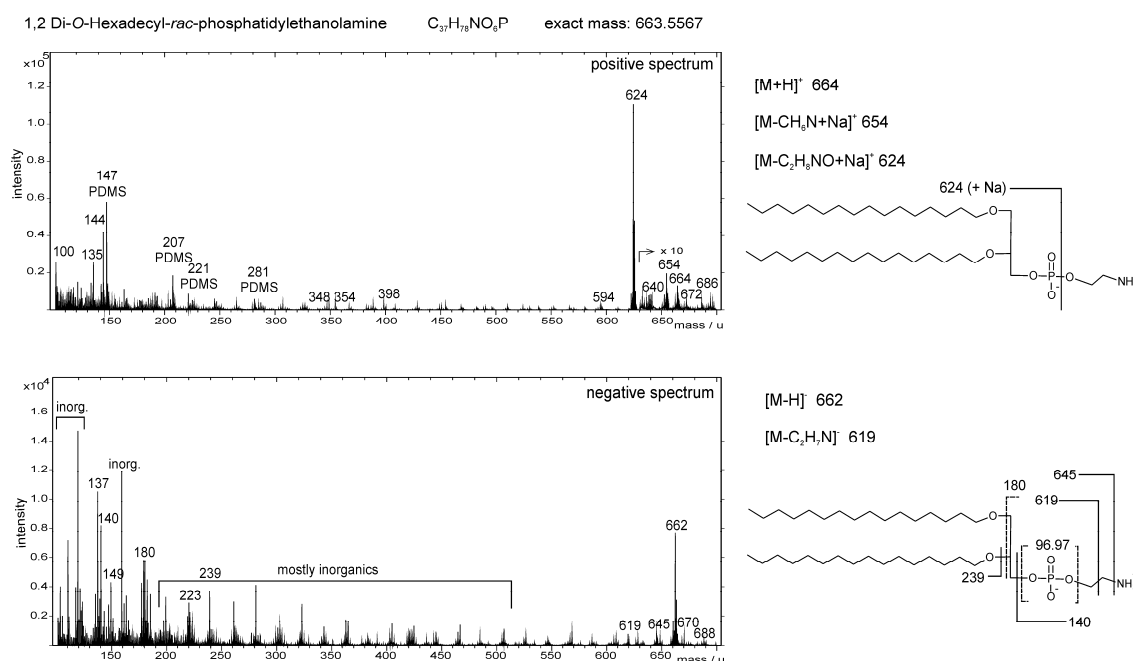 1,2 Di-O-Hexadecyl-rac-phosphatidylethanolamine C₃₇H₇₈NO₆P exact mass: 663.5567
x10⁵
positive spectrum
intensity
1.2
1.0
0.8
0.6
0.4
0.2
624
147
PDMS
144
100
135
207
PDMS
221
PDMS
281
PDMS
348
354
398
594
x 10
640
654
664
672
686
150 200 250 300 350 400 450 500 550 600 650
mass / u
[M+H]⁺ 664
[M-CH₆N+Na]⁺ 654
[M-C₂H₈NO+Na]⁺ 624
624 (+ Na)
O
O
O
O
P
O
O⁻
NH
x10⁴
negative spectrum
intensity
1.6
1.4
1.2
1.0
0.8
0.6
0.4
0.2
inorg.
inorg.
137
140
149
180
223
239
mostly inorganics
662
619
645
670
688
150 200 250 300 350 400 450 500 550 600 650
mass / u
[M-H]⁻ 662
[M-C₂H₇N]⁻ 619
645
180
619
96.97
O
O
O
O
P
O
O⁻
NH
239
140